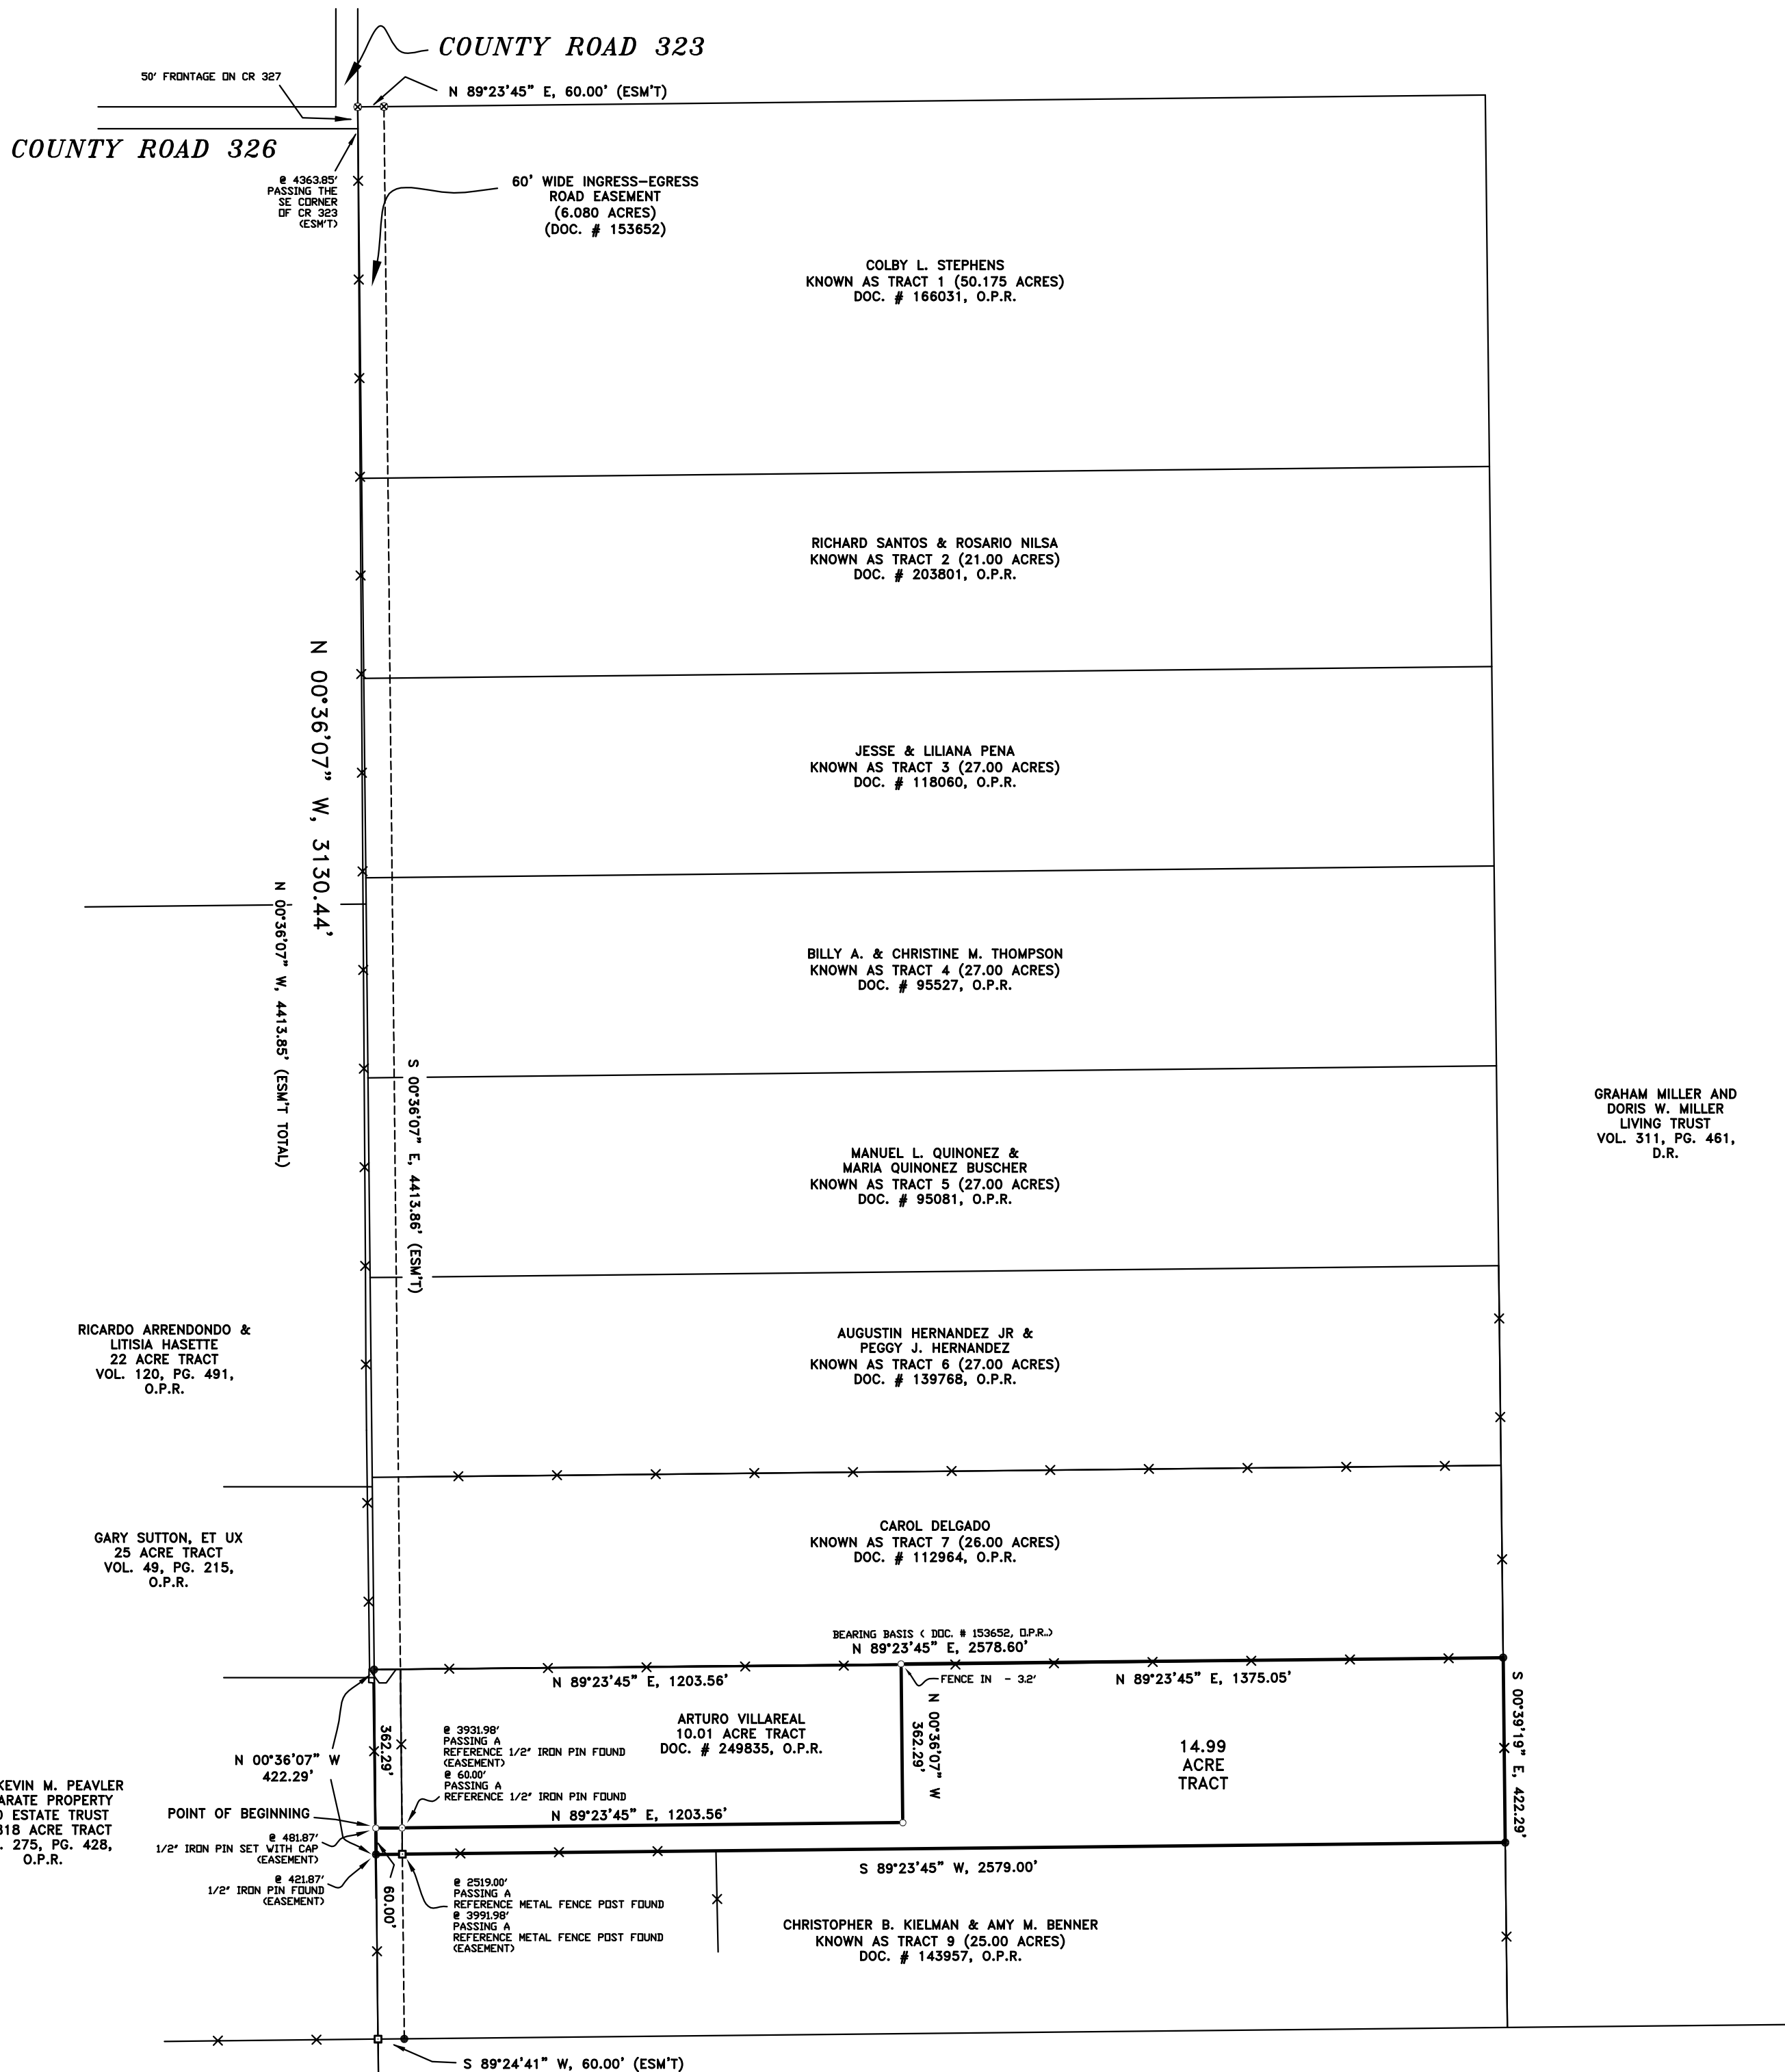 COUNTY ROAD 323
50' FRONTAGE ON CR 327
N 89°23'45" E, 60.00' (ESM'T)
COUNTY ROAD 326
@ 4363.85'
PASSING THE
SE CORNER
OF CR 323
(ESM'T)
60' WIDE INGRESS-EGRESS
ROAD EASEMENT
(6.080 ACRES)
(DOC. # 153652)
COLBY L. STEPHENS
KNOWN AS TRACT 1 (50.175 ACRES)
DOC. # 166031, O.P.R.
RICHARD SANTOS & ROSARIO NILSA
KNOWN AS TRACT 2 (21.00 ACRES)
DOC. # 203801, O.P.R.
N 00°36'07" W, 3130.44'
JESSE & LILIANA PENA
KNOWN AS TRACT 3 (27.00 ACRES)
DOC. # 118060, O.P.R.
N 00°36'07" W, 4413.85' (ESM'T TOTAL)
BILLY A. & CHRISTINE M. THOMPSON
KNOWN AS TRACT 4 (27.00 ACRES)
DOC. # 95527, O.P.R.
S 00°36'07" E, 4413.86' (ESM'T)
GRAHAM MILLER AND
DORIS W. MILLER
LIVING TRUST
VOL. 311, PG. 461,
D.R.
MANUEL L. QUINONEZ &
MARIA QUINONEZ BUSCHER
KNOWN AS TRACT 5 (27.00 ACRES)
DOC. # 95081, O.P.R.
RICARDO ARRENDONDO &
LITISIA HASETTE
22 ACRE TRACT
VOL. 120, PG. 491,
O.P.R.
AUGUSTIN HERNANDEZ JR &
PEGGY J. HERNANDEZ
KNOWN AS TRACT 6 (27.00 ACRES)
DOC. # 139768, O.P.R.
GARY SUTTON, ET UX
25 ACRE TRACT
VOL. 49, PG. 215,
O.P.R.
CAROL DELGADO
KNOWN AS TRACT 7 (26.00 ACRES)
DOC. # 112964, O.P.R.
BEARING BASIS ( DOC. # 153652, O.P.R..)
N 89°23'45" E, 2578.60'
N 89°23'45" E, 1203.56'
FENCE IN - 3.2'
N 89°23'45" E, 1375.05'
S 00°39'19" E, 422.29'
N 00°36'07" W
362.29'
362.29'
ARTURO VILLAREAL
10.01 ACRE TRACT
DOC. # 249835, O.P.R.
14.99
ACRE
TRACT
@ 3931.98'
PASSING A
REFERENCE 1/2" IRON PIN FOUND
(EASEMENT)
@ 60.00'
PASSING A
REFERENCE 1/2" IRON PIN FOUND
N 00°36'07" W
422.29'
KEVIN M. PEAVLER
ARATE PROPERTY
ESTATE TRUST
318 ACRE TRACT
. 275, PG. 428,
O.P.R.
POINT OF BEGINNING
N 89°23'45" E, 1203.56'
@ 481.87'
1/2" IRON PIN SET WITH CAP
(EASEMENT)
@ 421.87'
1/2" IRON PIN FOUND
(EASEMENT)
60.00'
S 89°23'45" W, 2579.00'
@ 2519.00'
PASSING A
REFERENCE METAL FENCE POST FOUND
@ 3991.98'
PASSING A
REFERENCE METAL FENCE POST FOUND
(EASEMENT)
CHRISTOPHER B. KIELMAN & AMY M. BENNER
KNOWN AS TRACT 9 (25.00 ACRES)
DOC. # 143957, O.P.R.
S 89°24'41" W, 60.00' (ESM'T)